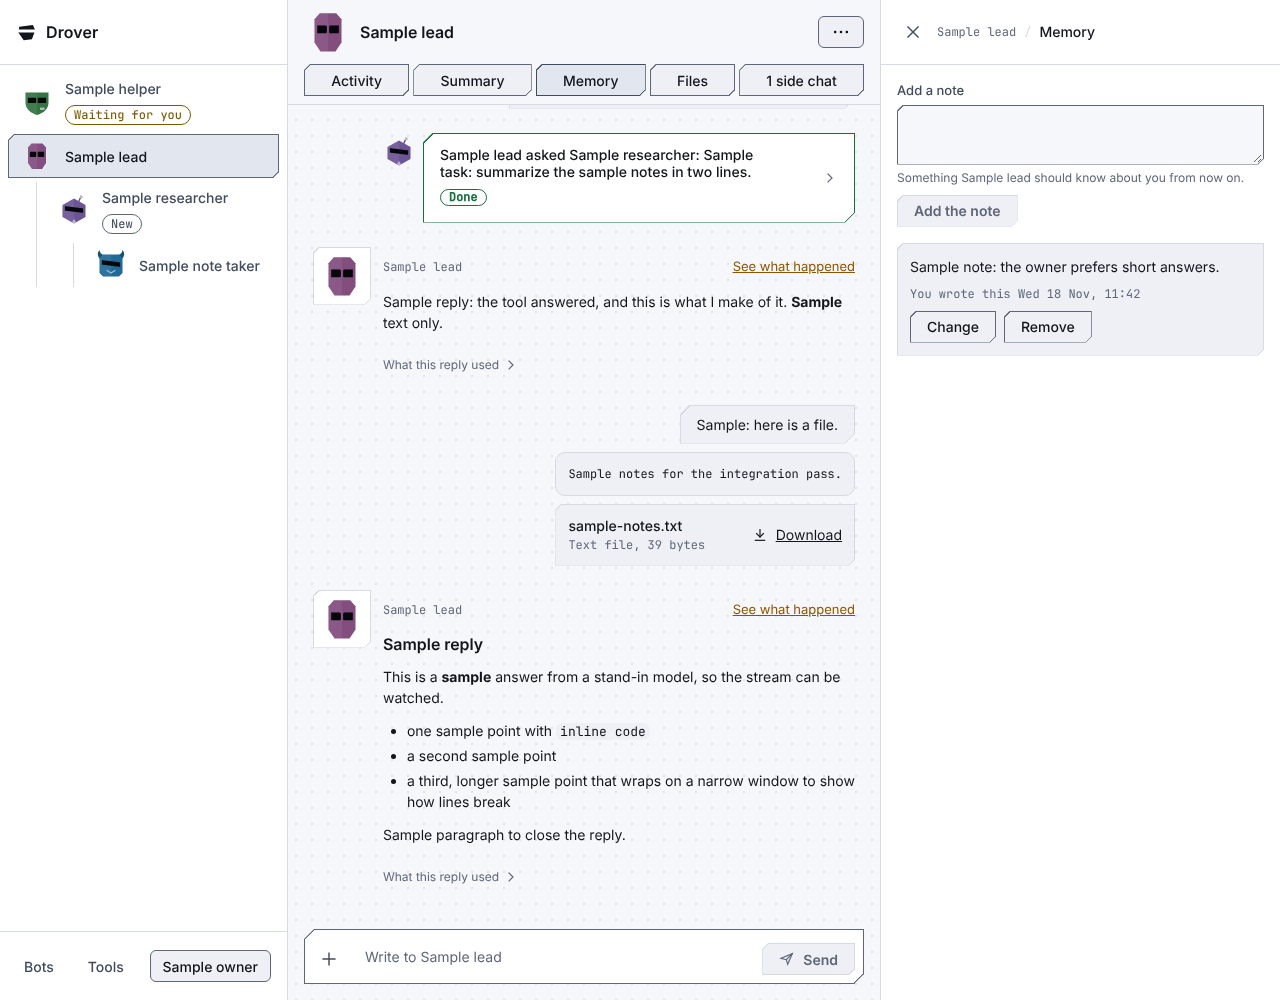 Drover
Sample helper
Waiting for you
Sample lead
Sample researcher
New
Sample note taker
Bots
Tools
Sample owner
Sample lead
...
Activity
Summary
Memory
Files
1 side chat
Sample lead asked Sample researcher: Sample
task: summarize the sample notes in two lines.
Done
Sample lead
See what happened
Sample reply: the tool answered, and this is what I make of it. Sample
text only.
What this reply used
Sample: here is a file.
Sample notes for the integration pass.
sample-notes.txt
Text file, 39 bytes
Download
Sample lead
See what happened
Sample reply
This is a sample answer from a stand-in model, so the stream can be
watched.
• one sample point with inline code
• a second sample point
• a third, longer sample point that wraps on a narrow window to show
how lines break
Sample paragraph to close the reply.
What this reply used
Write to Sample lead
Send
Sample lead / Memory
Add a note
Something Sample lead should know about you from now on.
Add the note
Sample note: the owner prefers short answers.
You wrote this Wed 18 Nov, 11:42
Change
Remove